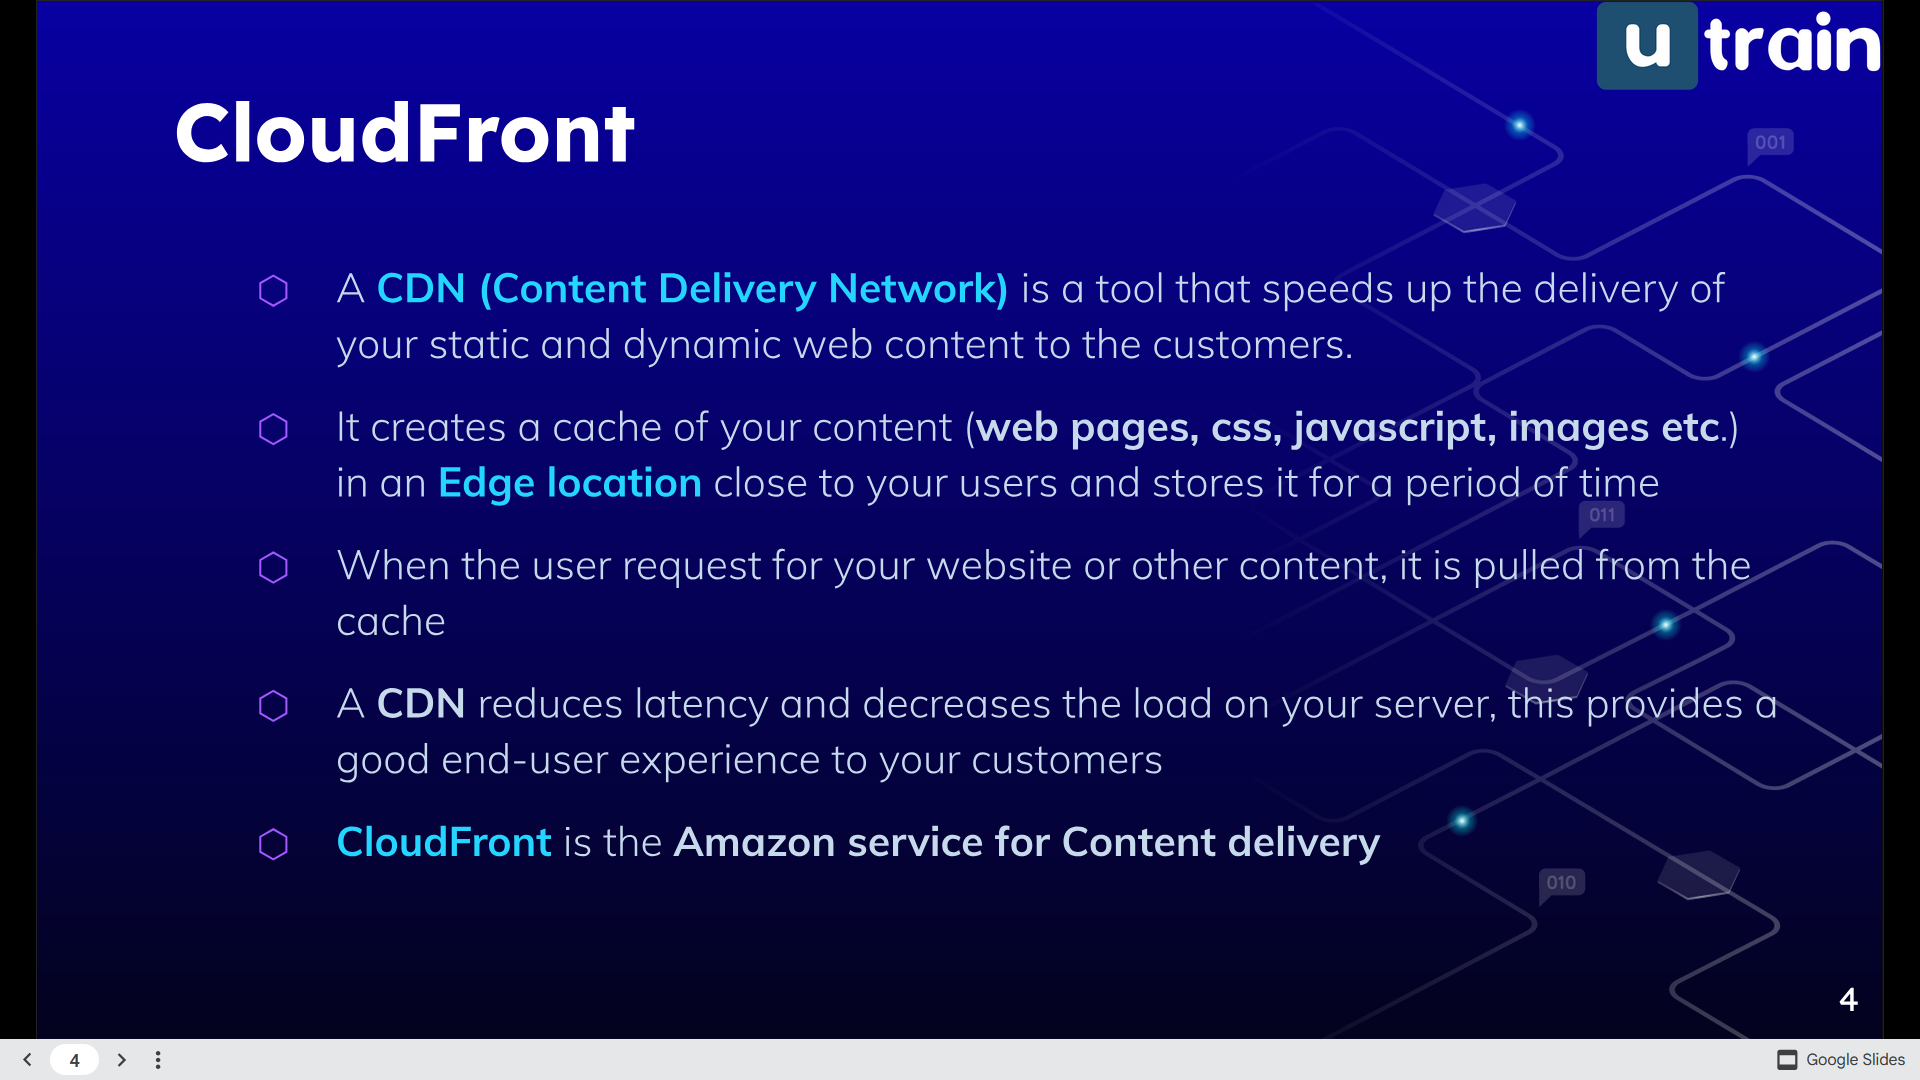 u train
CloudFront
001
A CDN (Content Delivery Network) is a tool that speeds up the delivery of
your static and dynamic web content to the customers.
It creates a cache of your content (web pages, css, javascript, images etc.)
in an Edge location close to your users and stores it for a period of time
011
When the user request for your website or other content, it is pulled from the
cache
A CDN reduces latency and decreases the load on your server, this provides a
good end-user experience to your customers
CloudFront is the Amazon service for Content delivery
010
4
4
Google Slides